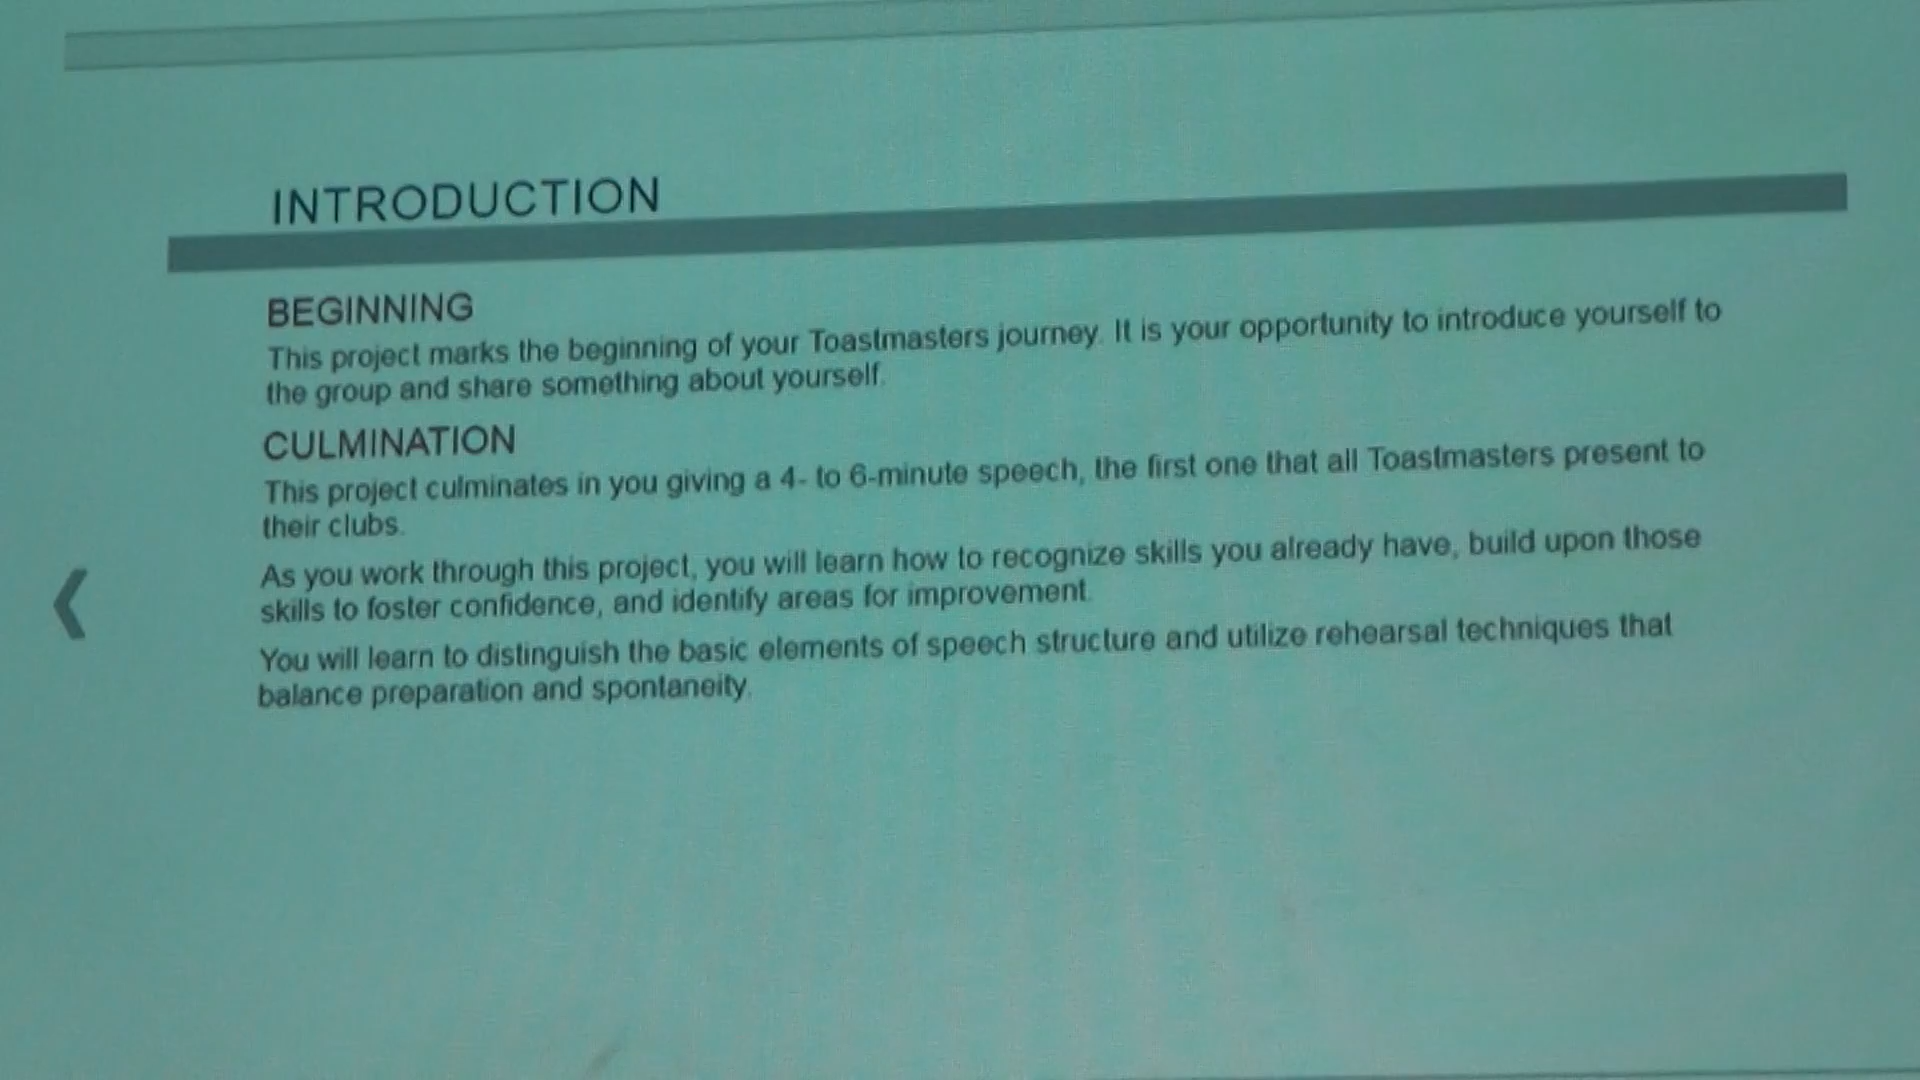 INTRODUCTION
BEGINNING
This project marks the beginning of your Toastmasters journey. It is your opportunity to introduce yourself to
the group and share something about yourself.
CULMINATION
This project culminates in you giving a 4- to 6-minute speech, the first one that all Toastmasters present to
their clubs.
As you work through this project, you will learn how to recognize skills you already have, build upon those
skills to foster confidence, and identify areas for improvement.
You will learn to distinguish the basic elements of speech structure and utilize rehearsal techniques that
balance preparation and spontaneity.